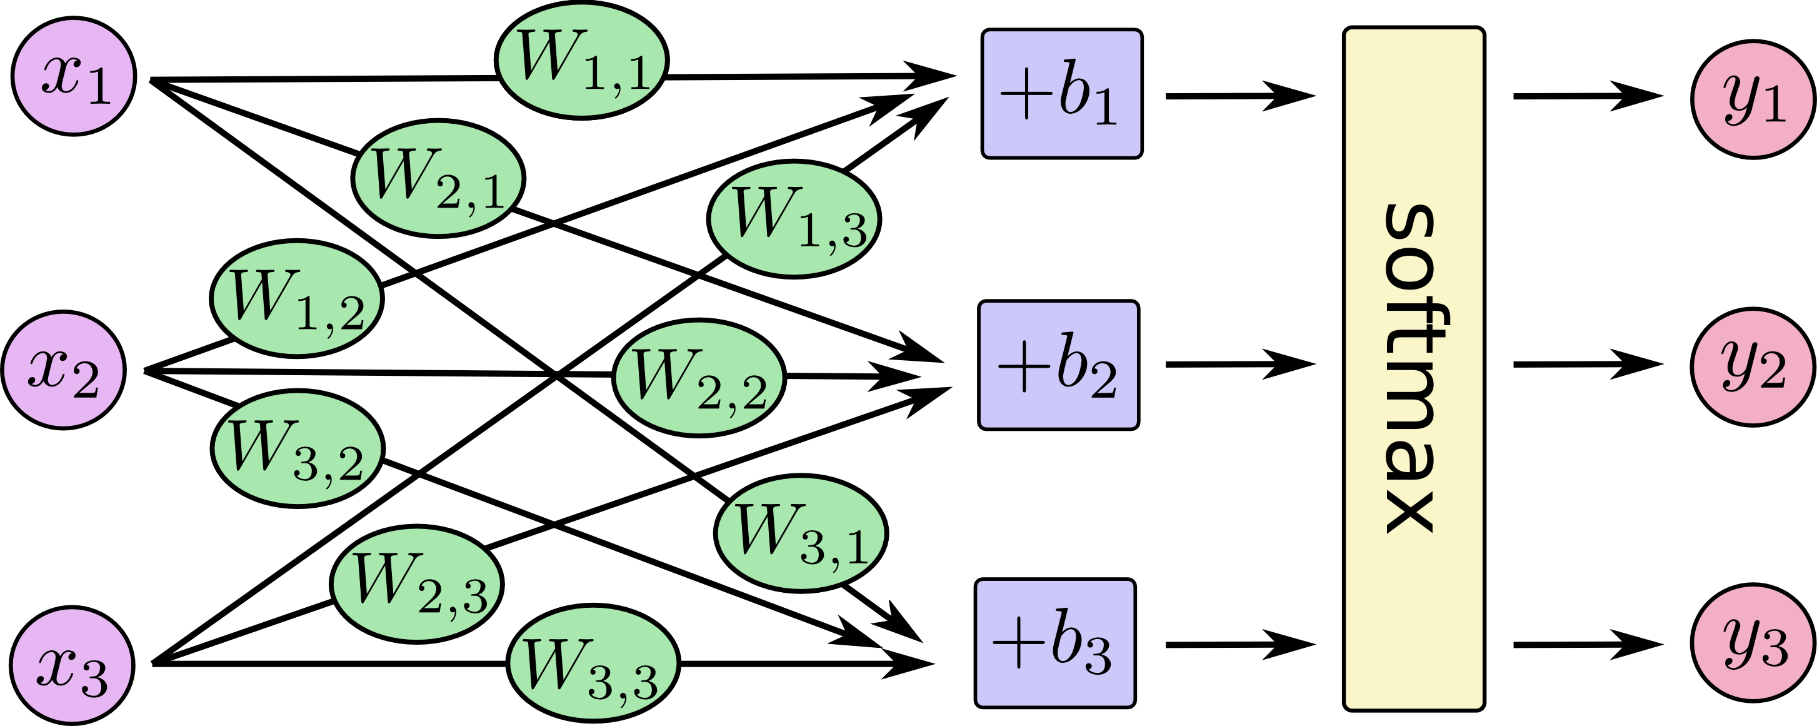 x1 W1,1 +b1 y1
W2,1
W1,3
W1,2
x2 W2,2 +b2 softmax y2
W3,2
W3,1
W2,3
x3 W3,3 +b3 y3